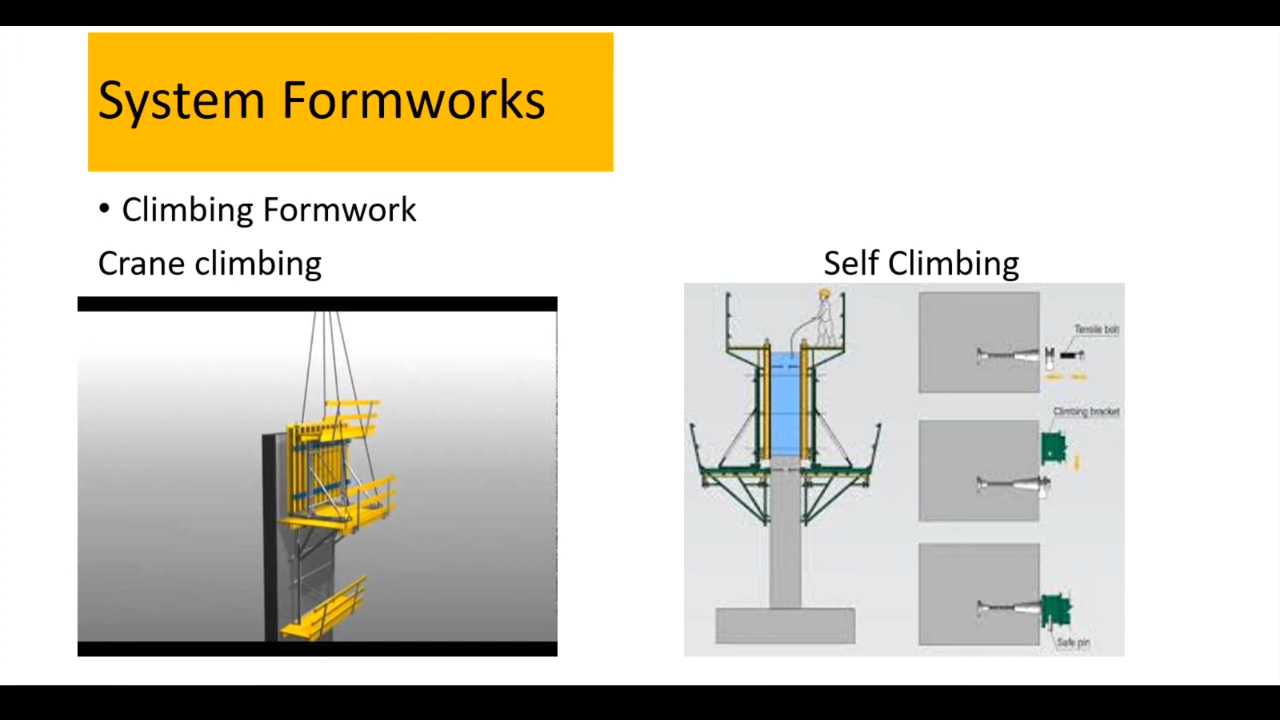 System Formworks
• Climbing Formwork
Crane climbing
Self Climbing
Tensile bolt
Climbing bracket
Safe pin